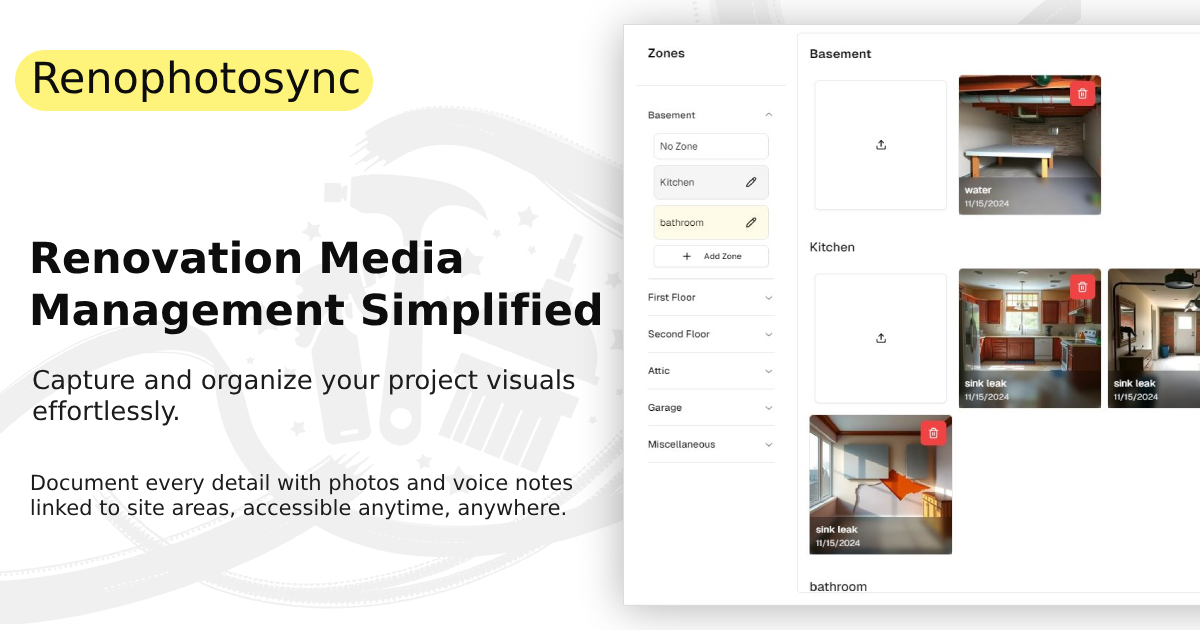 Renophotosync
Renovation Media
Management Simplified
Capture and organize your project visuals
effortlessly.
Document every detail with photos and voice notes
linked to site areas, accessible anytime, anywhere.
Zones
Basement
No Zone
Kitchen
bathroom
Add Zone
First Floor
Second Floor
Attic
Garage
Miscellaneous
Basement
water
11/15/2024
Kitchen
sink leak
11/15/2024
sink leak
11/15/2024
sink leak
11/15/2024
bathroom